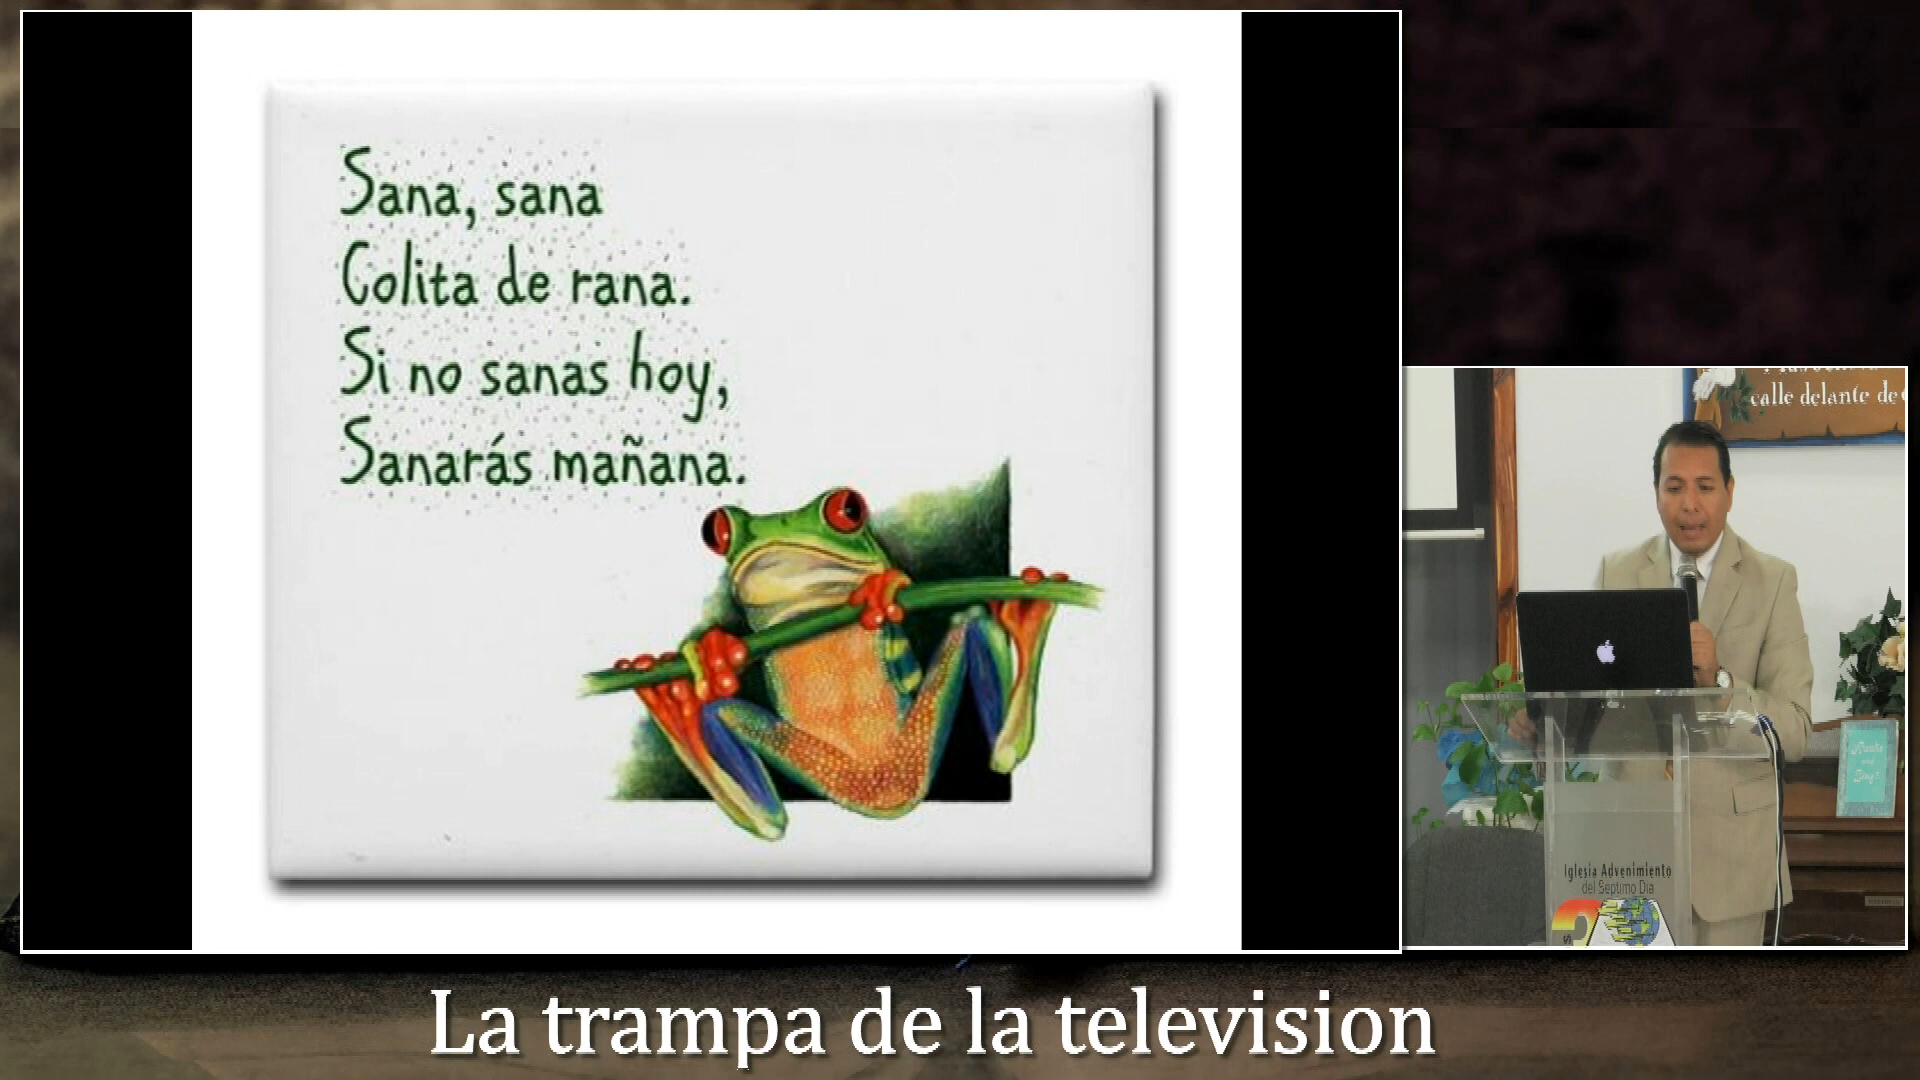 Sana, sana
Colita de rana.
Si no sanas hoy,
Sanarás mañana.
calle delante de
Iglesia Advenimiento
del Septimo Dia
La trampa de la television